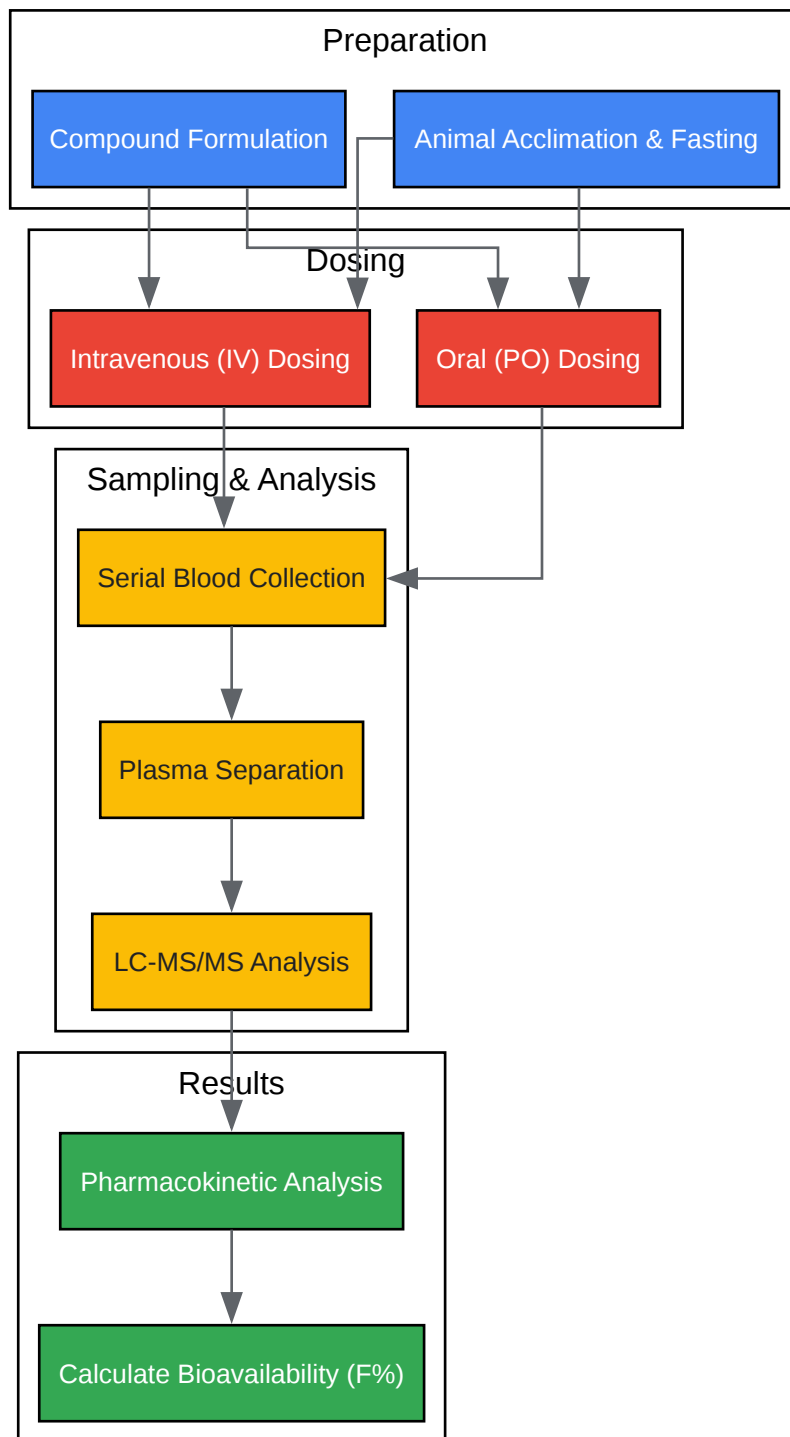 Preparation
Compound Formulation
Animal Acclimation & Fasting
Dosing
Intravenous (IV) Dosing
Oral (PO) Dosing
Sampling & Analysis
Serial Blood Collection
Plasma Separation
LC-MS/MS Analysis
Results
Pharmacokinetic Analysis
Calculate Bioavailability (F%)